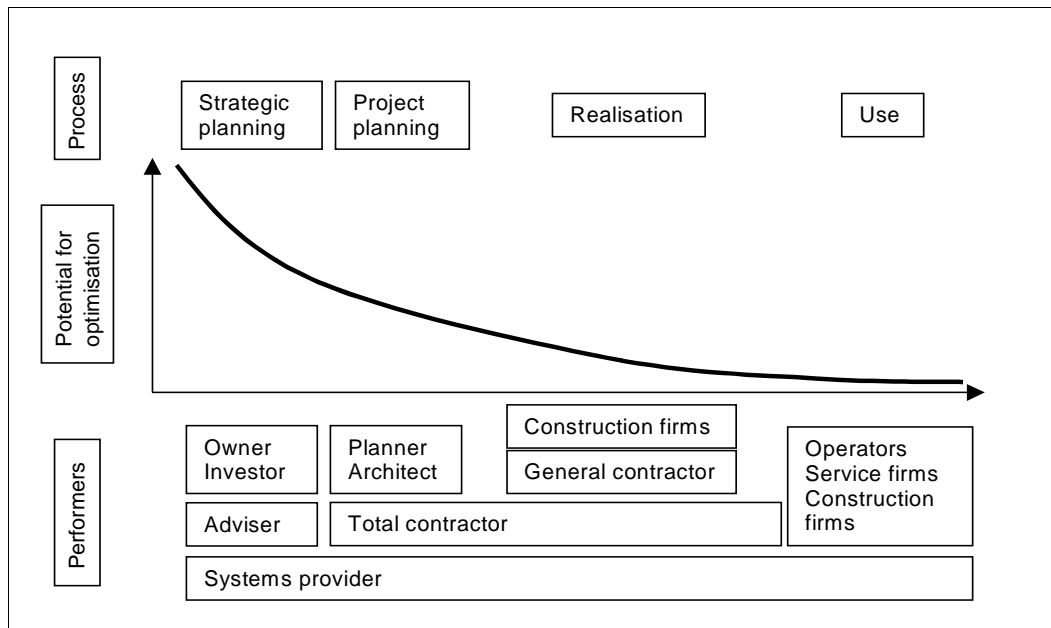 Process
Strategic
planning
Project
planning
Realisation
Use
Potential for
optimisation
Performers
Owner
Investor
Planner
Architect
Construction firms
General contractor
Operators
Service firms
Construction
firms
Adviser
Total contractor
Systems provider